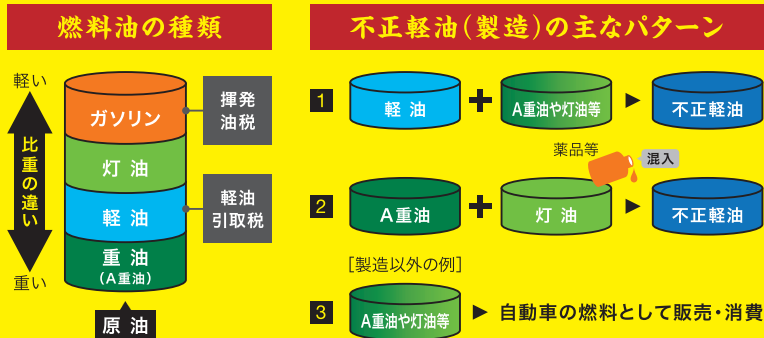 燃料油の種類
軽い
比重の違い
重い
ガソリン
灯油
軽油
重油
(A重油)
原油
揮発
油税
軽油
引取税
不正軽油(製造)の主なパターン
1
軽油
+
A重油や灯油等
▶
不正軽油
薬品等
混入
2
A重油
+
灯油
▶
不正軽油
[製造以外の例]
3
A重油や灯油等
▶
自動車の燃料として販売・消費